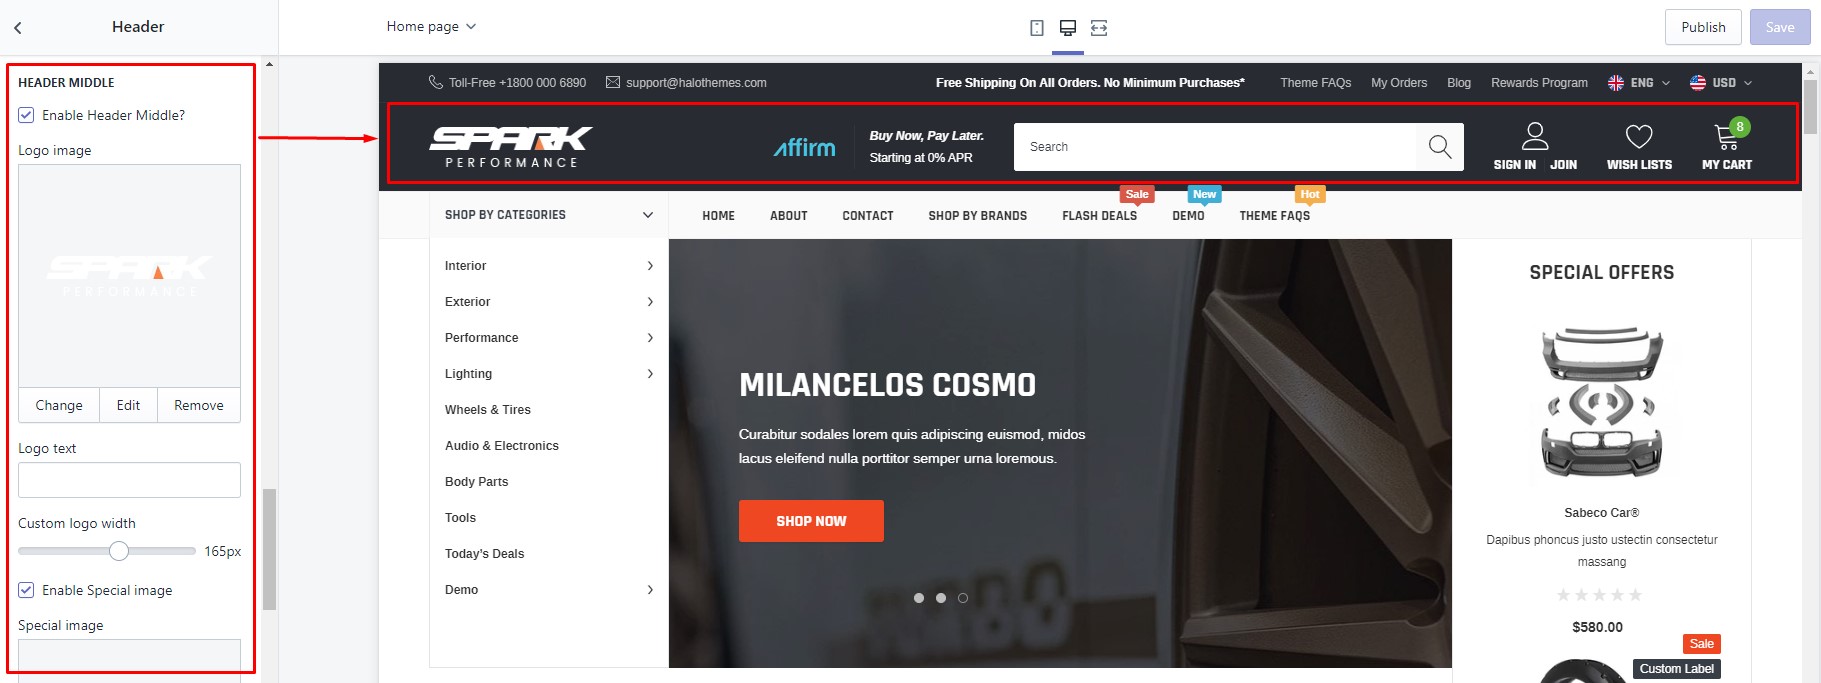 Header
Home page
Publish
Save
HEADER MIDDLE
Enable Header Middle?
Logo image
SPARK
PERFORMANCE
Change
Edit
Remove
Logo text
Custom logo width
165px
Enable Special image
Special image
Toll-Free +1800 000 6890
support@halothemes.com
Free Shipping On All Orders. No Minimum Purchases*
Theme FAQs
My Orders
Blog
Rewards Program
ENG
USD
SPARK
PERFORMANCE
affirm
Buy Now, Pay Later.
Starting at 0% APR
Search
SIGN IN
JOIN
WISH LISTS
8
MY CART
SHOP BY CATEGORIES
HOME
ABOUT
CONTACT
SHOP BY BRANDS
Sale
FLASH DEALS
New
DEMO
Hot
THEME FAQS
Interior
Exterior
Performance
Lighting
Wheels & Tires
Audio & Electronics
Body Parts
Tools
Today's Deals
Demo
MILANCELOS COSMO
Curabitur sodales lorem quis adipiscing euismod, midos
lacus eleifend nulla porttitor semper urna loremous.
SHOP NOW
SPECIAL OFFERS
Sabeco Car®
Dapibus phoncus justo ustectin consectetur
massang
$580.00
Sale
Custom Label